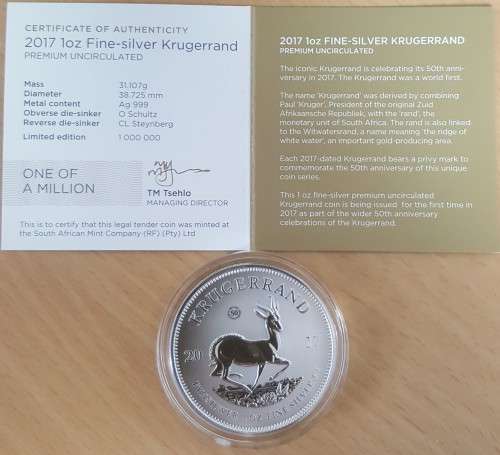 CERTIFICATE OF AUTHENTICITY
2017 1oz Fine-silver Krugerrand
PREMIUM UNCIRCULATED
Mass 31.107g
Diameter 38.725 mm
Metal content Ag 999
Obverse die-sinker O Schultz
Reverse die-sinker CL Steynberg
Limited edition 1 000 000
ONE OF
A MILLION
TM Tsehlo
MANAGING DIRECTOR
This is to certify that this legal tender coin was minted at
the South African Mint Company (RF) (Pty) Ltd
2017 1oz FINE-SILVER KRUGERRAND
PREMIUM UNCIRCULATED
The iconic Krugerrand is celebrating its 50th anni-
versary in 2017. The Krugerrand was a world first.
The name 'Krugerrand' was derived by combining
Paul 'Kruger', President of the original Zuid
Afrikaansche Republiek, with the 'rand', the
monetary unit of South Africa. The rand is also linked
to the Witwatersrand, a name meaning 'the ridge of
white water', an important gold-producing area.
Each 2017-dated Krugerrand bears a privy mark to
commemorate the 50th anniversary of this unique
coin series.
This 1 oz fine-silver premium uncirculated
Krugerrand coin is being issued for the first time in
2017 as part of the wider 50th anniversary
celebrations of the Krugerrand.
KRUGERRAND
50
2017
FINE SILVER